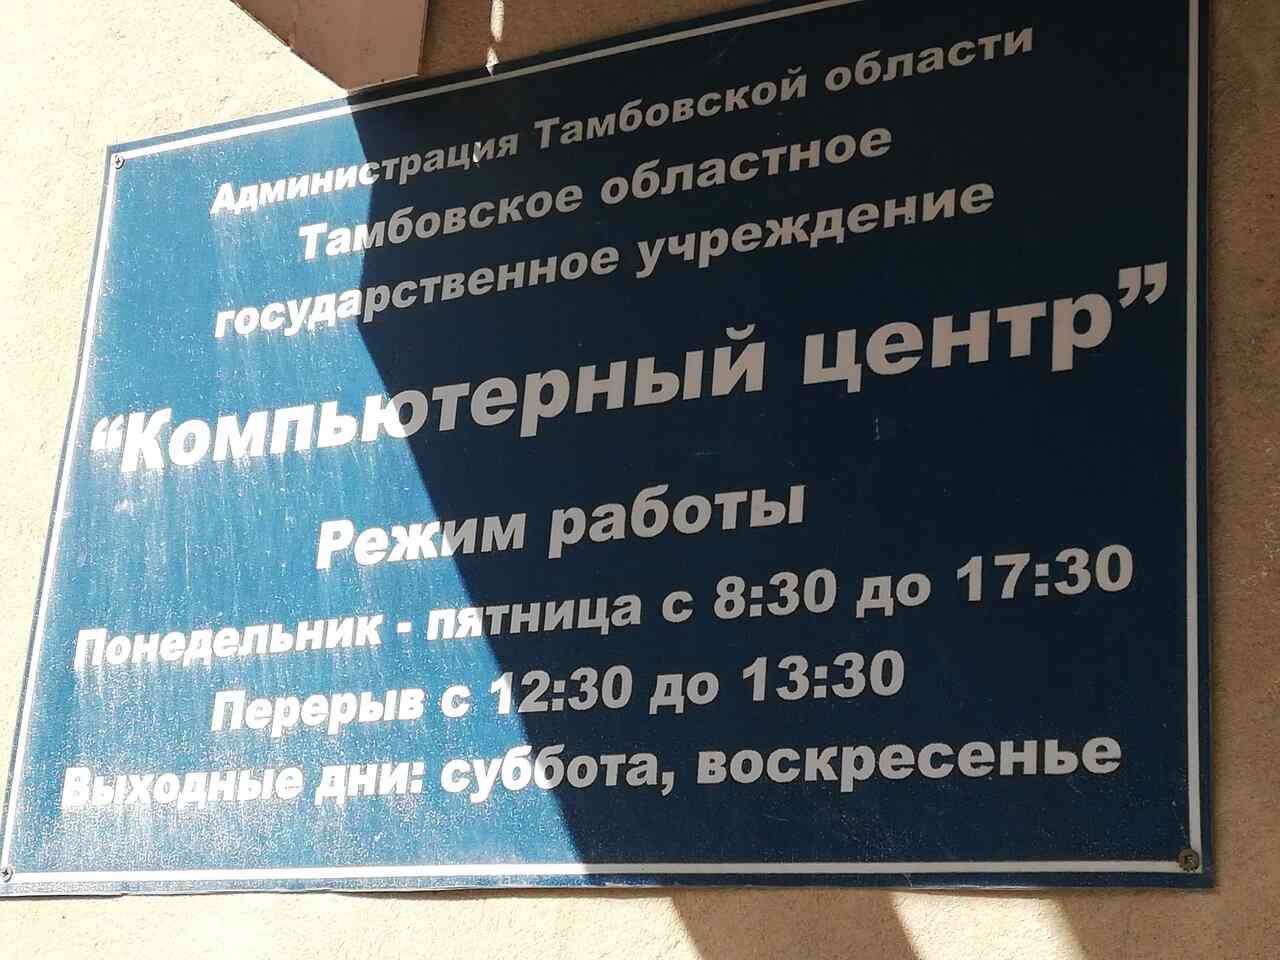 Администрация Тамбовской области
Тамбовское областное
государственное учреждение
“Компьютерный центр”
Режим работы
Понедельник - пятница с 8:30 до 17:30
Перерыв с 12:30 до 13:30
Выходные дни: суббота, воскресенье